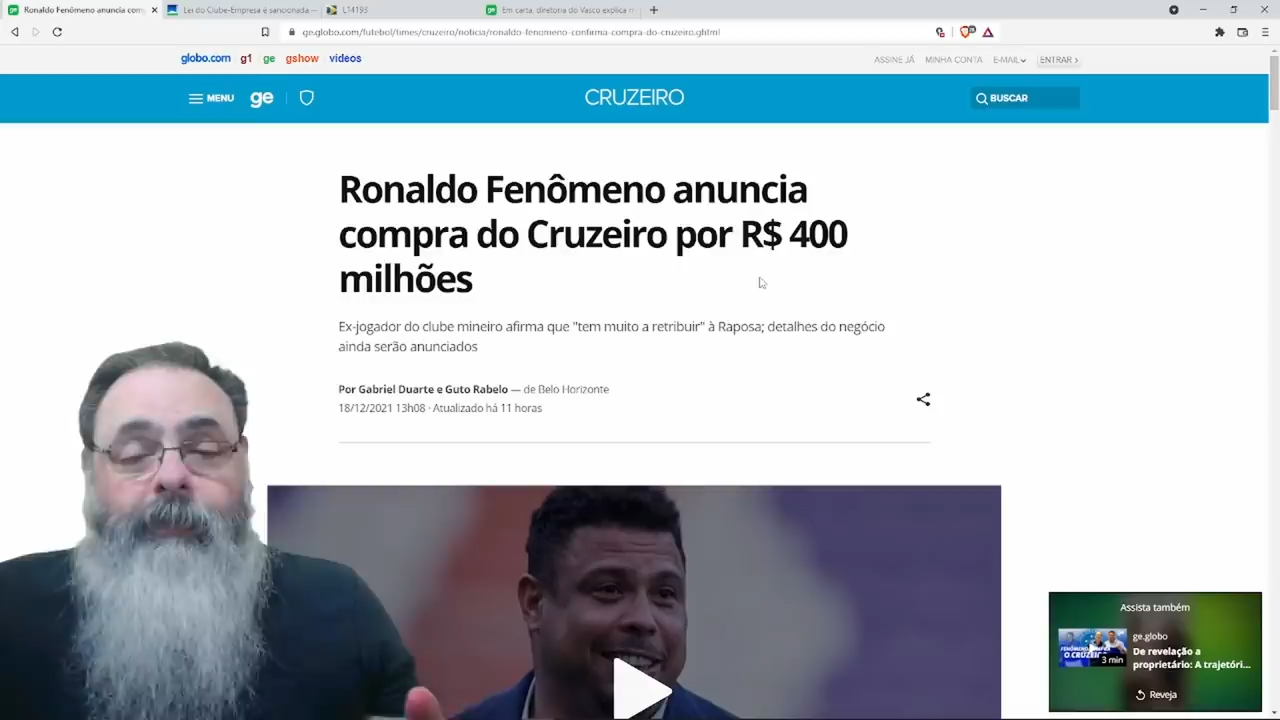 Ronaldo Fenômeno anuncia com
Lei do Clube-Empresa é sancionada
L14193
Em carta, diretoria do Vasco explica
ge.globo.com/futebol/times/cruzeiro/noticia/ronaldo-fenomeno-confirma-compra-do-cruzeiro.ghtml
globo.com g1 ge gshow vídeos
ASSINE JÁ MINHA CONTA E-MAIL ENTRAR
MENU ge CRUZEIRO BUSCAR
Ronaldo Fenômeno anuncia
compra do Cruzeiro por R$ 400
milhões
Ex-jogador do clube mineiro afirma que "tem muito a retribuir" à Raposa; detalhes do negócio
ainda serão anunciados
Por Gabriel Duarte e Guto Rabelo — de Belo Horizonte
18/12/2021 13h08 · Atualizado há 11 horas
Assista também
ge.globo
De revelação a
proprietário: A trajetóri...
3 min
Reveja